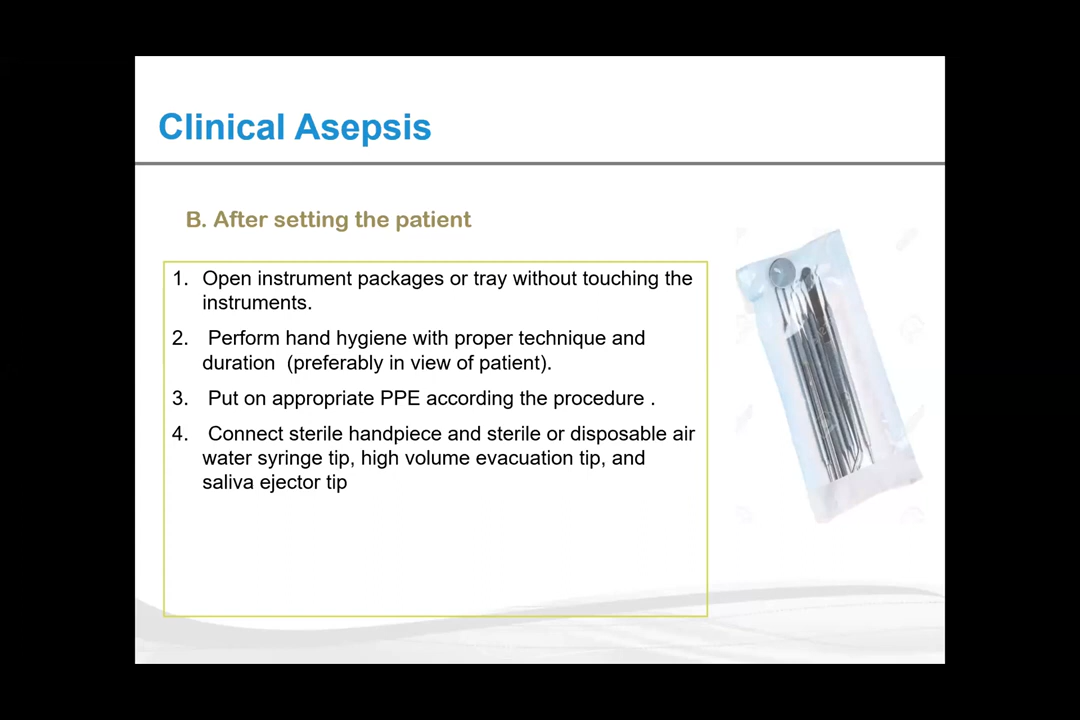 Clinical Asepsis
B. After setting the patient
1. Open instrument packages or tray without touching the
instruments.
2. Perform hand hygiene with proper technique and
duration (preferably in view of patient).
3. Put on appropriate PPE according the procedure .
4. Connect sterile handpiece and sterile or disposable air
water syringe tip, high volume evacuation tip, and
saliva ejector tip